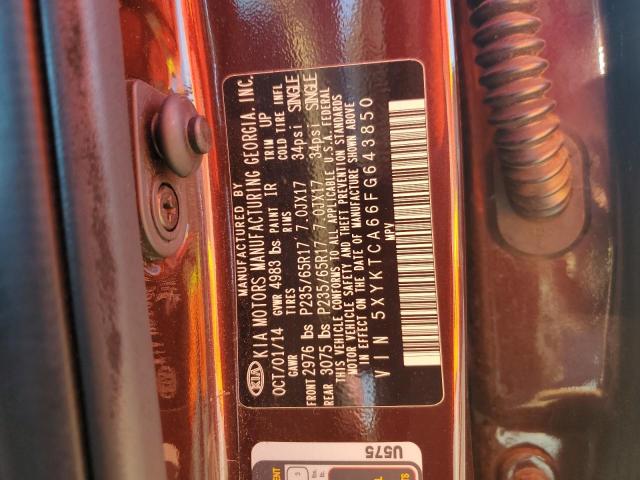 MANUFACTURED BY
KIA KIA MOTORS MANUFACTURING GEORGIA, INC.
OCT/01/14 GVWR 4983 lbs PAINT IR TRIM UP
GAWR TIRES RIMS COLD TIRE INFL
FRONT 2976 lbs P235/65R17 7.0JX17 34psi SINGLE
REAR 3075 lbs P235/65R17 7.0JX17 34psi SINGLE
THIS VEHICLE CONFORMS TO ALL APPLICABLE U.S.A. FEDERAL
MOTOR VEHICLE SAFETY AND THEFT PREVENTION STANDARDS
IN EFFECT ON THE DATE OF MANUFACTURE SHOWN ABOVE
VIN 5XYKTCA66FG643850
MPV
U575